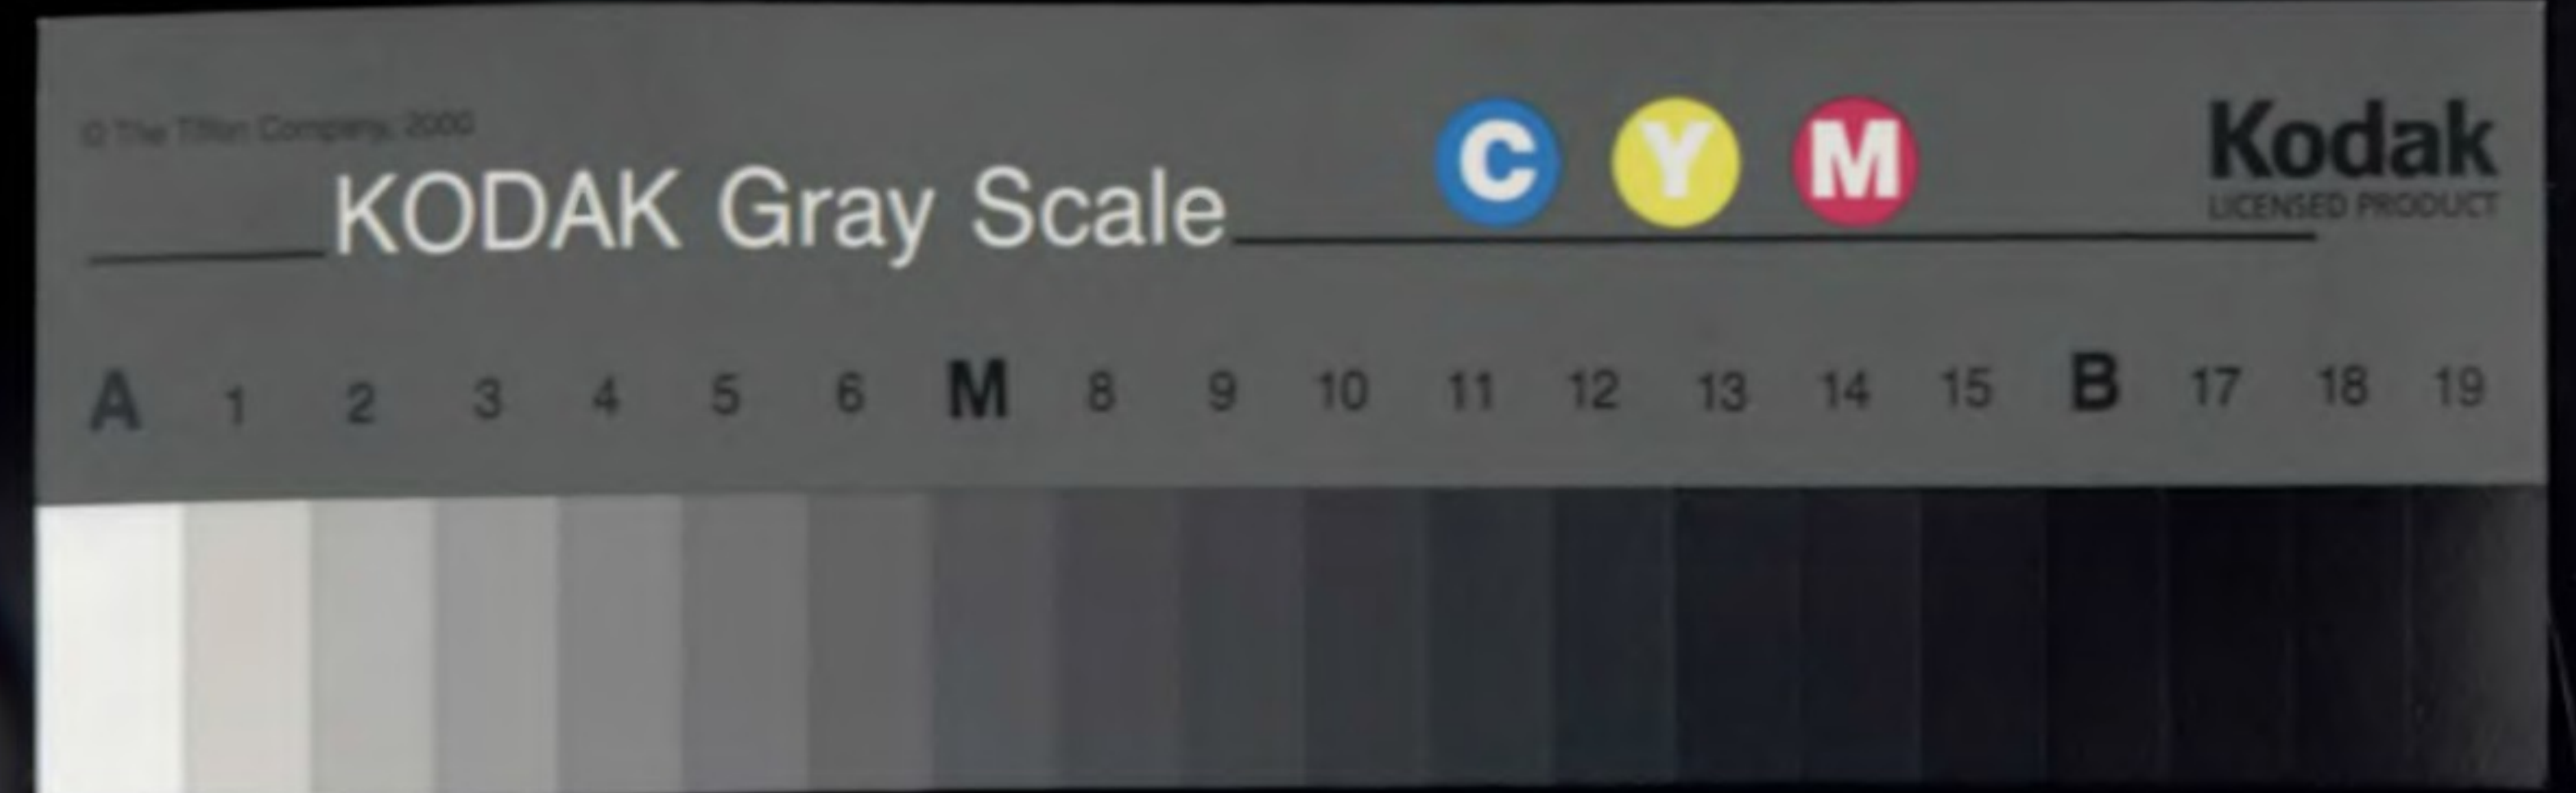 © The Tiffen Company, 2000
KODAK Gray Scale
C Y M
Kodak
LICENSED PRODUCT
A 1 2 3 4 5 6 M 8 9 10 11 12 13 14 15 B 17 18 19